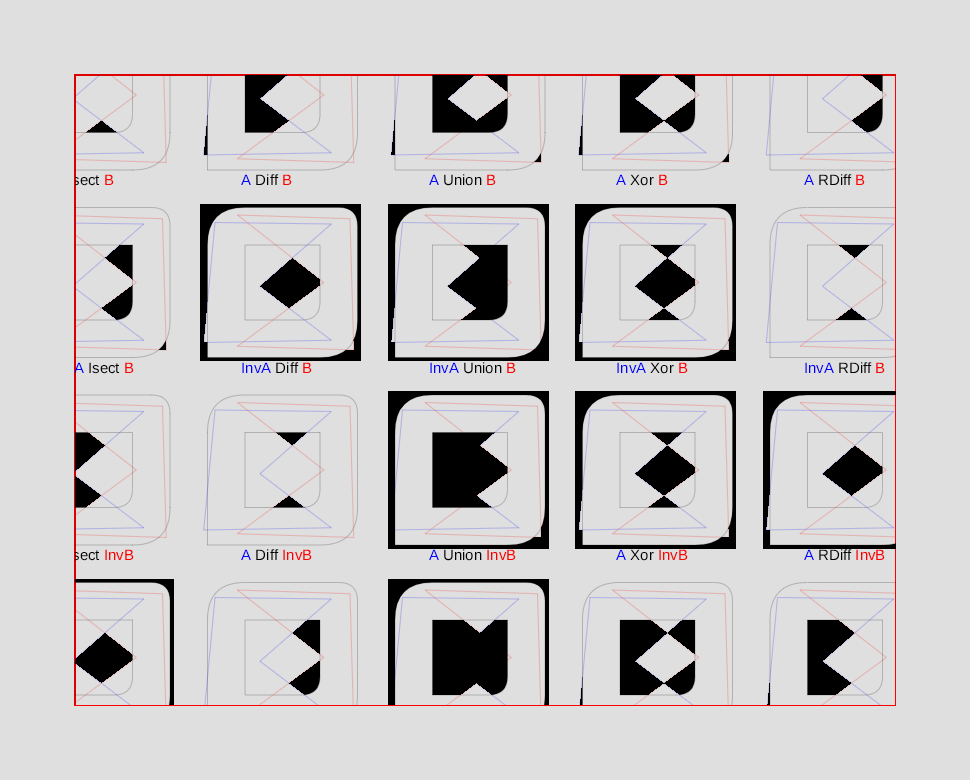 sect B A Diff B A Union B A Xor B A RDiff B
A Isect B InvA Diff B InvA Union B InvA Xor B InvA RDiff B
sect InvB A Diff InvB A Union InvB A Xor InvB A RDiff InvB